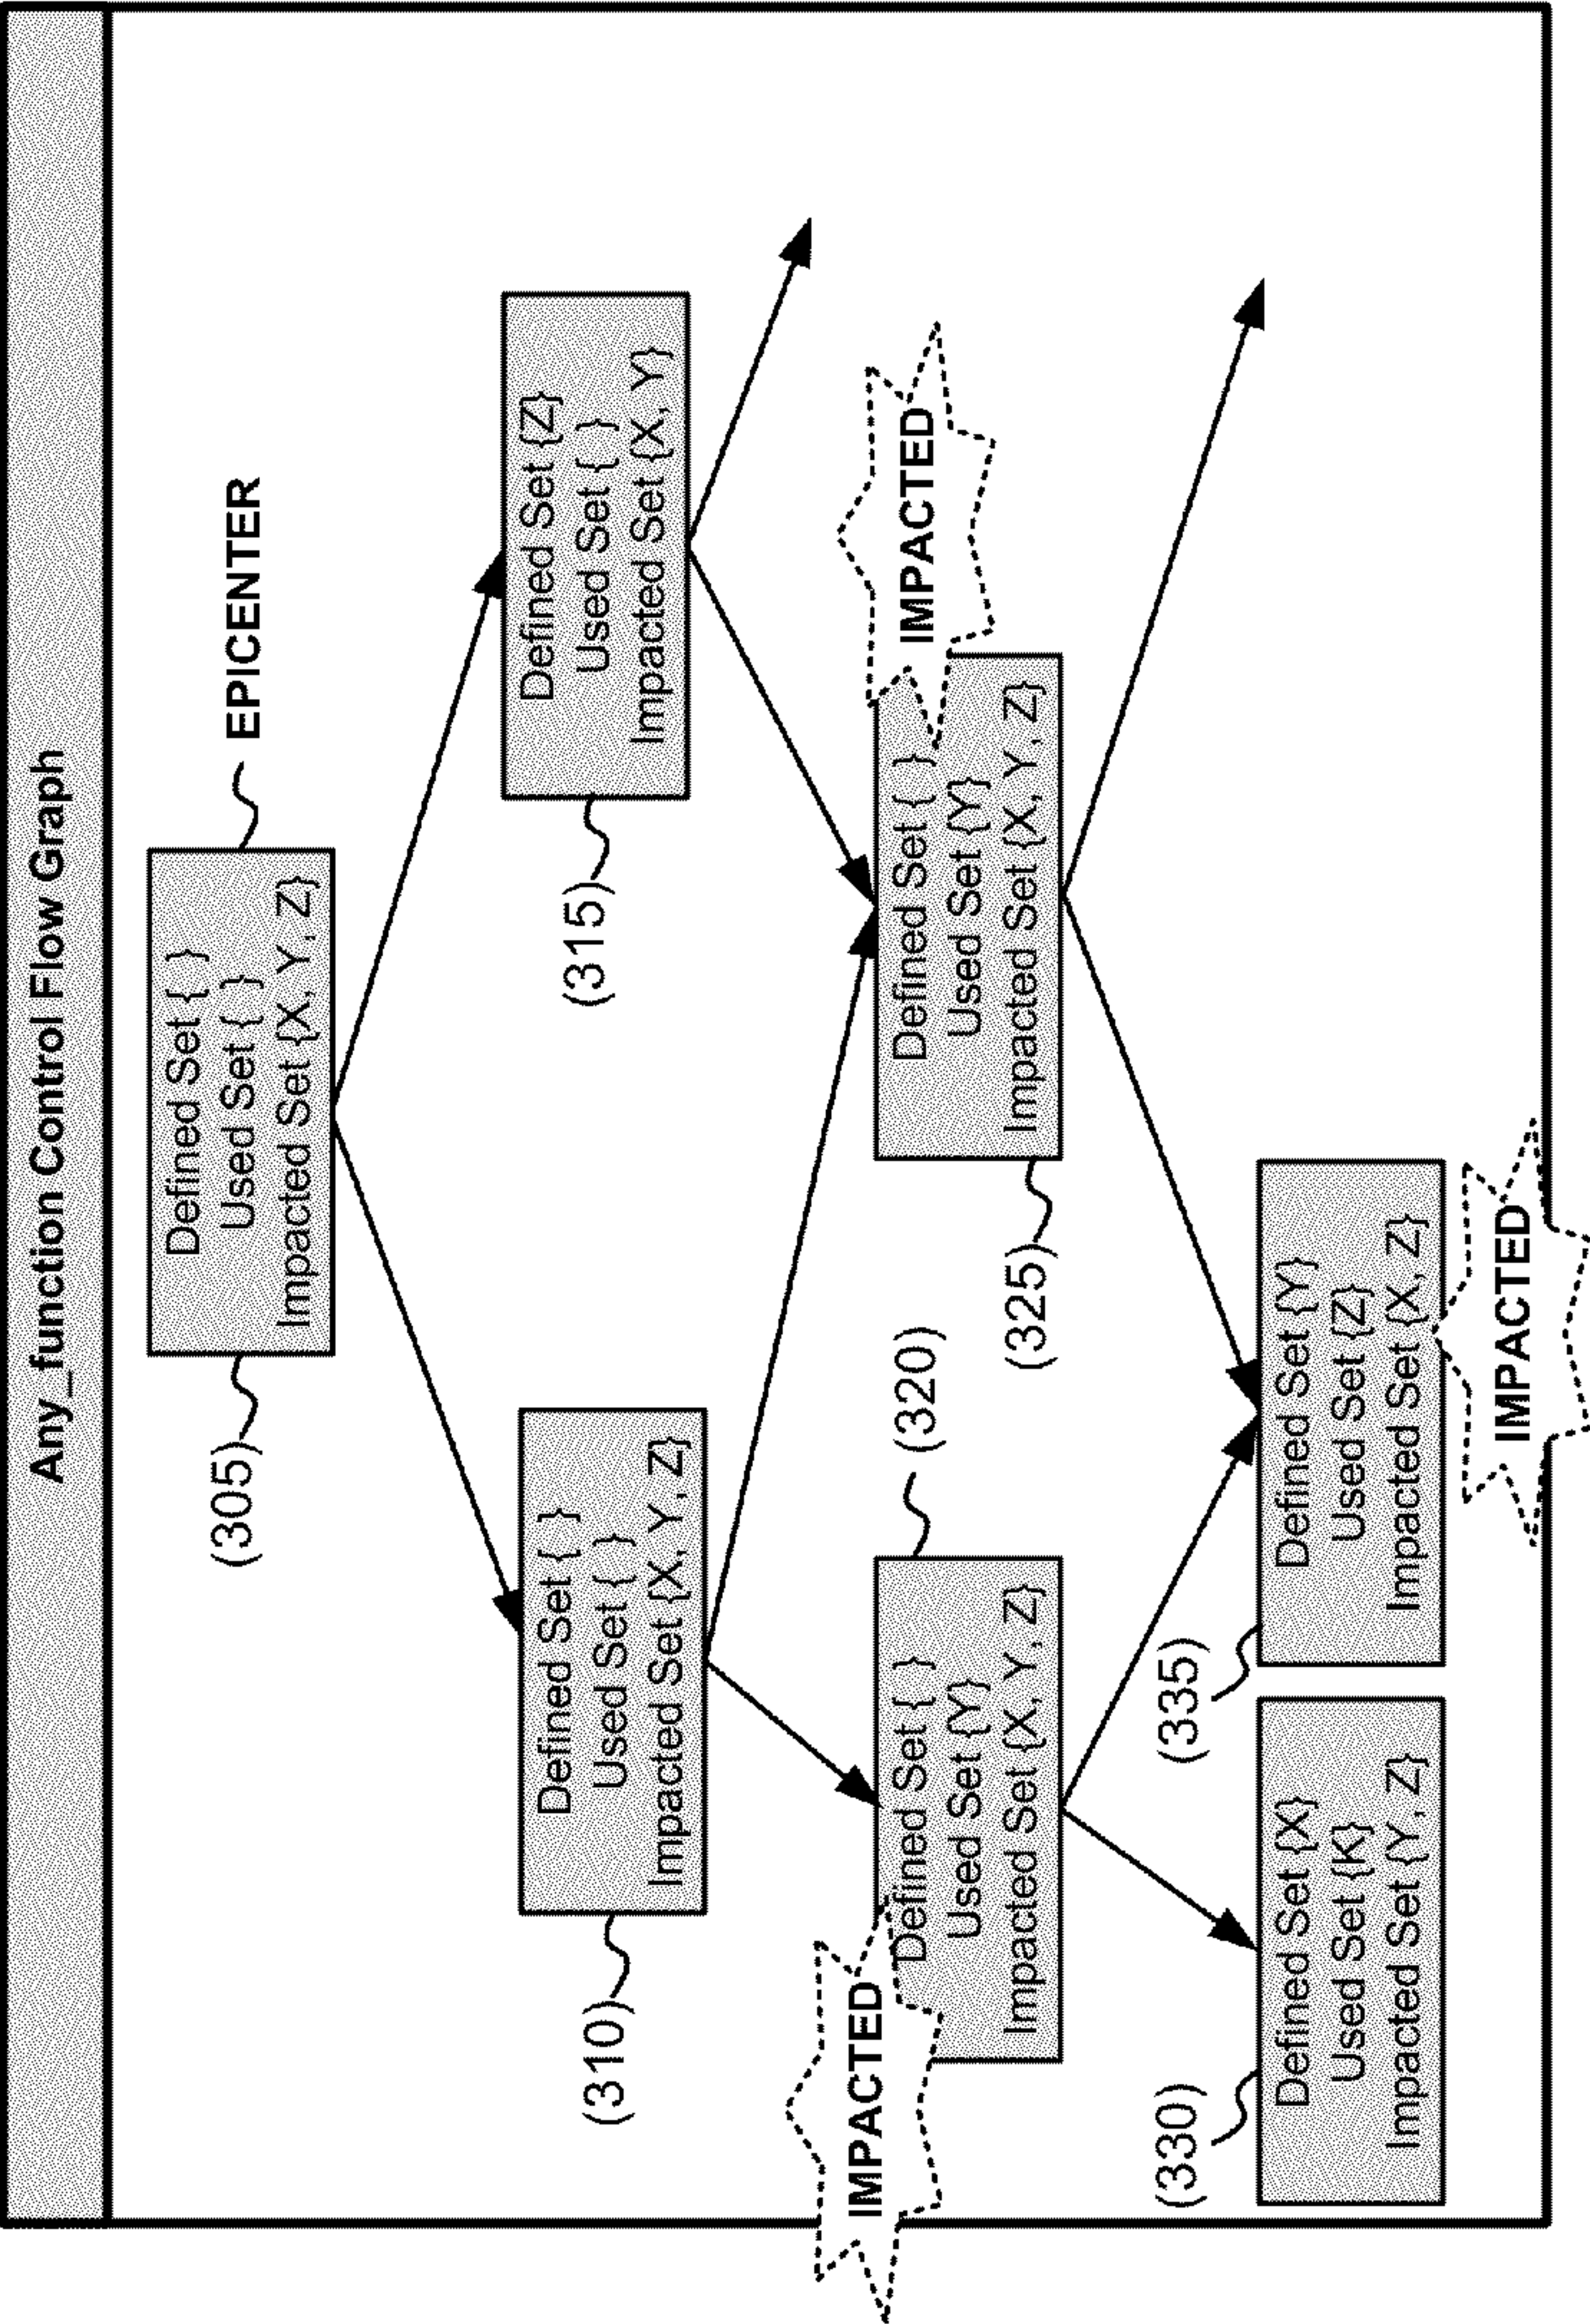 Any_function Control Flow Graph
(305)
Defined Set { }
Used Set { }
Impacted Set {X, Y, Z}
EPICENTER
(310)
Defined Set { }
Used Set { }
Impacted Set {X, Y, Z}
(315)
Defined Set {Z}
Used Set { }
Impacted Set {X, Y}
IMPACTED
Defined Set { }
Used Set {Y}
Impacted Set {X, Y, Z}
(320)
(325)
Defined Set { }
Used Set {Y}
Impacted Set {X, Y, Z}
IMPACTED
(330)
Defined Set {X}
Used Set {K}
Impacted Set {Y, Z}
(335)
Defined Set {Y}
Used Set {Z}
Impacted Set {X, Z}
IMPACTED